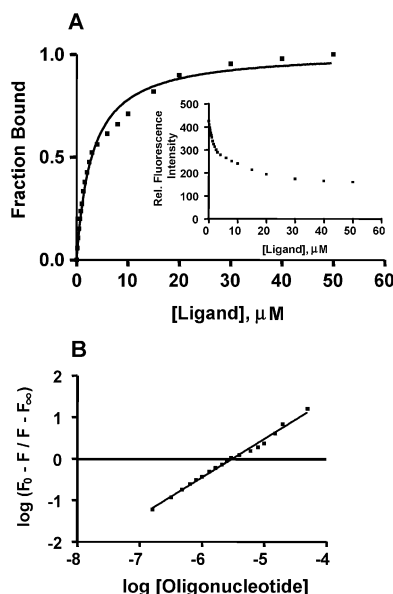 A
Fraction Bound
1.0
0.5
0.0
0 10 20 30 40 50 60
[Ligand], μM
Rel. Fluorescence
Intensity
500
400
300
200
100
0
0 10 20 30 40 50 60
[Ligand], μM
B
log (F0 - F / F - F∞)
2
1
0
-1
-2
-8 -7 -6 -5 -4 -3
log [Oligonucleotide]